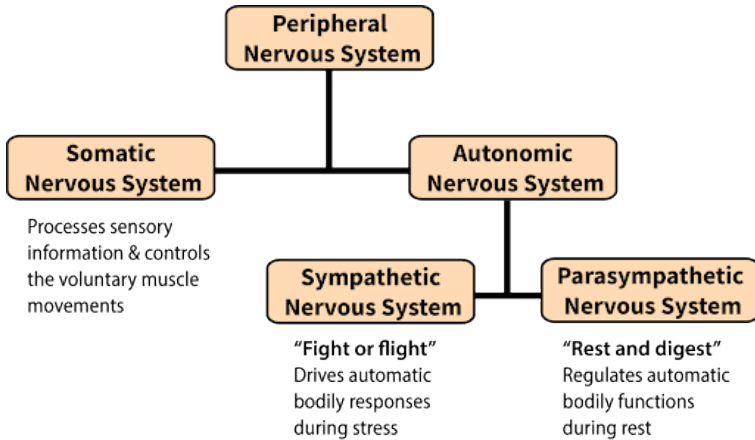 Peripheral
Nervous System
Somatic
Nervous System
Autonomic
Nervous System
Processes sensory
information & controls
the voluntary muscle
movements
Sympathetic
Nervous System
Parasympathetic
Nervous System
“Fight or flight”
Drives automatic
bodily responses
during stress
“Rest and digest”
Regulates automatic
bodily functions
during rest